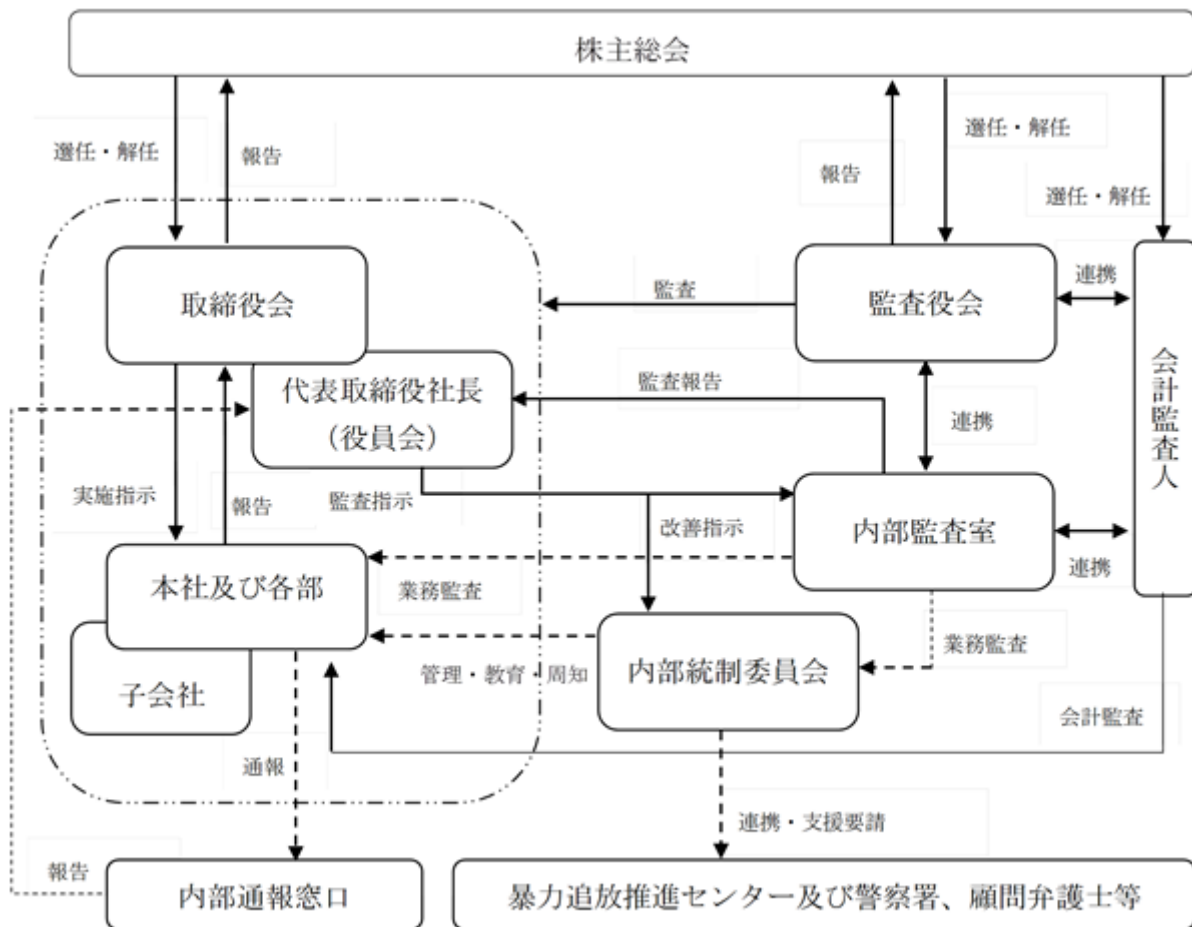 株主総会
選任・解任
報告
報告
選任・解任
選任・解任
取締役会
監査
監査役会
連携
会計監査人
代表取締役社長
（役員会）
監査報告
連携
実施指示
報告
監査指示
改善指示
内部監査室
連携
本社及び各部
業務監査
業務監査
子会社
管理・教育・周知
内部統制委員会
会計監査
通報
連携・支援要請
報告
内部通報窓口
暴力追放推進センター及び警察署、顧問弁護士等